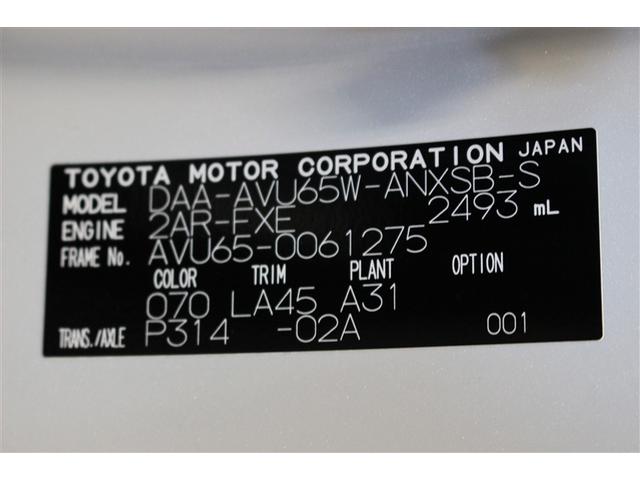 TOYOTA MOTOR CORPORATION JAPAN
MODEL DAA-AVU65W-ANXSB-S
ENGINE 2AR-FXE 2493 mL
FRAME No. AVU65-0061275
COLOR TRIM PLANT OPTION
070 LA45 A31
TRANS./AXLE P314 -02A 001